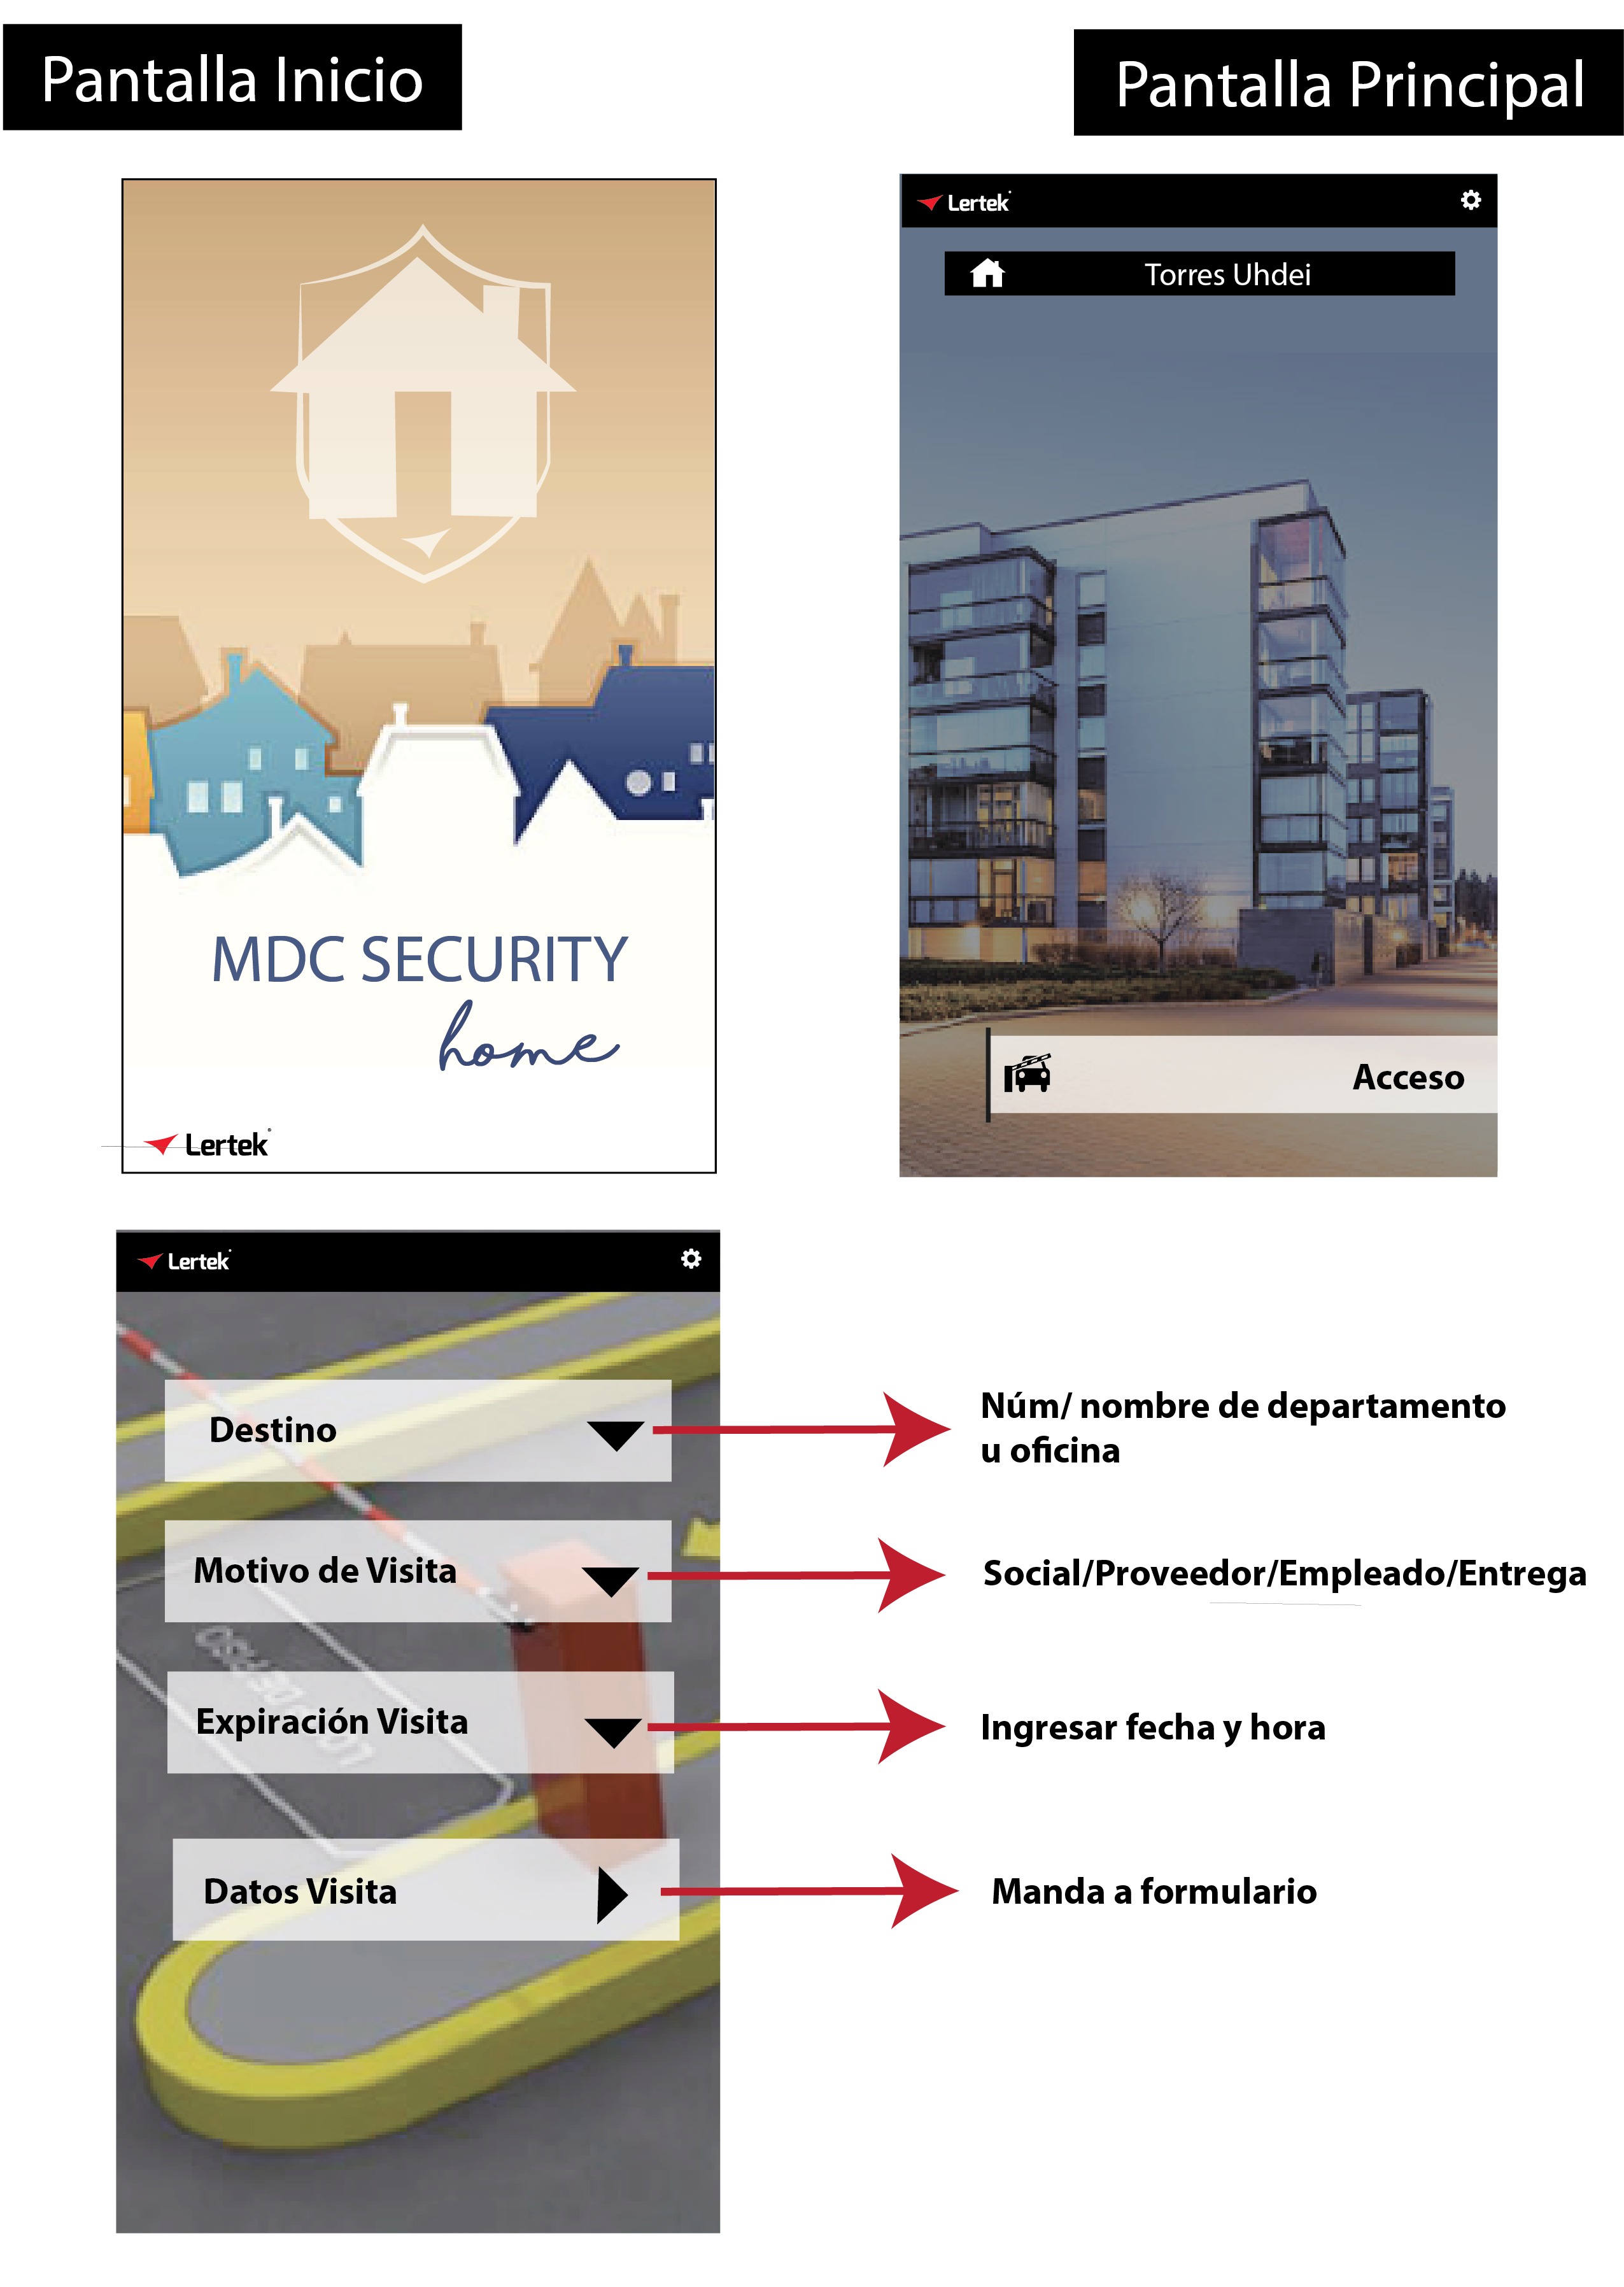 Pantalla Inicio
Pantalla Principal
MDC SECURITY
home
Lertek
Lertek
Torres Uhdei
Acceso
Lertek
Destino
Núm/ nombre de departamento
u oficina
Motivo de Visita
Social/Proveedor/Empleado/Entrega
Expiración Visita
Ingresar fecha y hora
Datos Visita
Manda a formulario